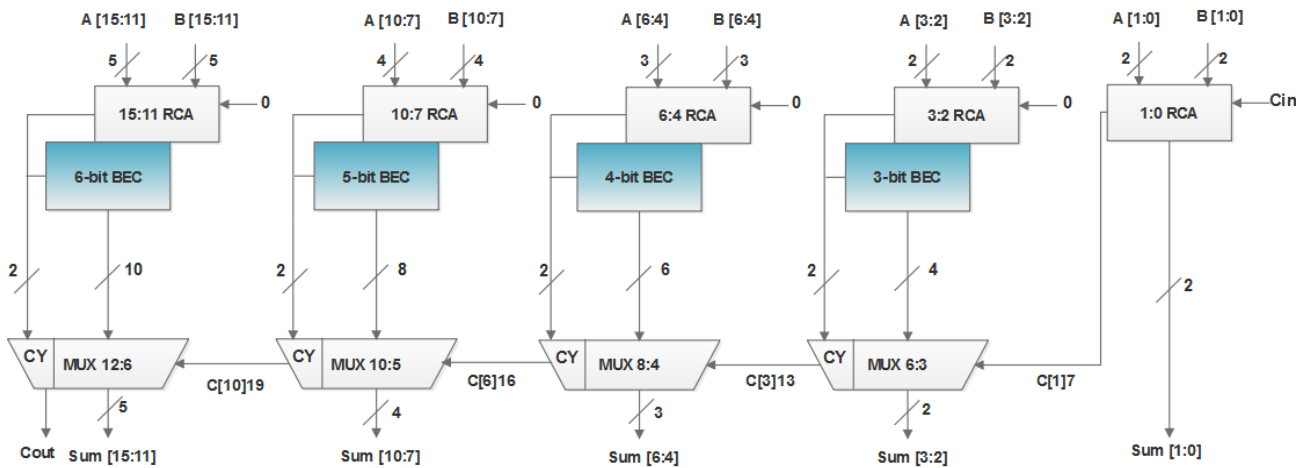 A [15:11] B [15:11] A [10:7] B [10:7] A [6:4] B [6:4] A [3:2] B [3:2] A [1:0] B [1:0]
5 5 4 4 3 3 2 2 2 2
15:11 RCA 0 10:7 RCA 0 6:4 RCA 0 3:2 RCA 0 1:0 RCA Cin
6-bit BEC 5-bit BEC 4-bit BEC 3-bit BEC
2 10 2 8 2 6 2 4 2
CY MUX 12:6 CY MUX 10:5 CY MUX 8:4 CY MUX 6:3
C[10]19 C[6]16 C[3]13 C[1]7
5 4 3 2
Cout Sum [15:11] Sum [10:7] Sum [6:4] Sum [3:2] Sum [1:0]